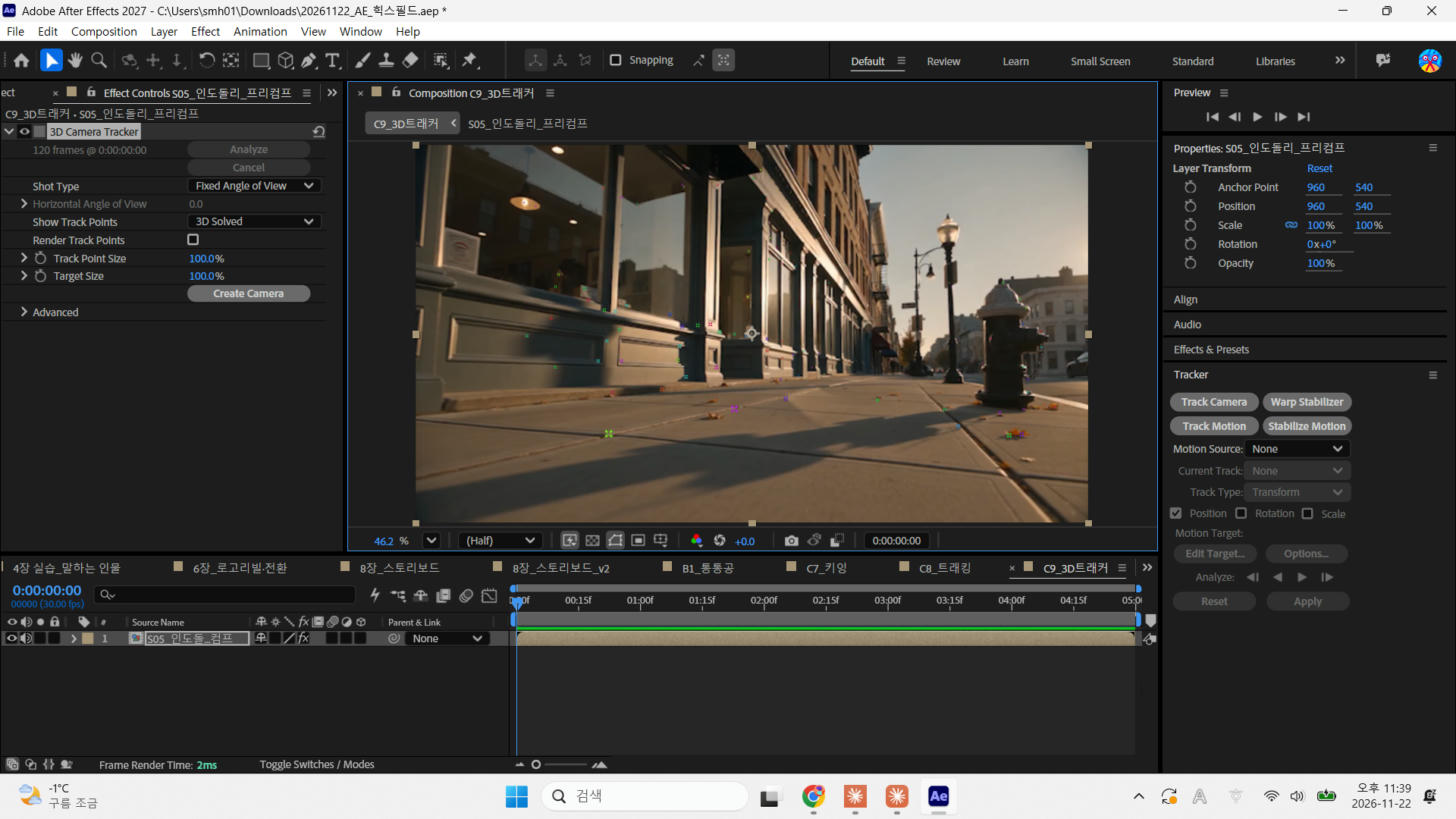 Adobe After Effects 2027 - C:\Users\smh01\Downloads\20261122_AE_힉스필드.aep *
File Edit Composition Layer Effect Animation View Window Help
Snapping
Default Review Learn Small Screen Standard Libraries
ect
Effect Controls S05_인도돌리_프리컴프
C9_3D트래커 • S05_인도돌리_프리컴프
fx 3D Camera Tracker
120 frames @ 0:00:00:00 Analyze
Cancel
Shot Type Fixed Angle of View
Horizontal Angle of View 0.0
Show Track Points 3D Solved
Render Track Points
Track Point Size 100.0%
Target Size 100.0%
Create Camera
Advanced
Composition C9_3D트래커
C9_3D트래커 S05_인도돌리_프리컴프
46.2 % (Half) +0.0 0:00:00:00
Preview
Properties: S05_인도돌리_프리컴프
Layer Transform Reset
Anchor Point 960 540
Position 960 540
Scale 100% 100%
Rotation 0x+0°
Opacity 100%
Align
Audio
Effects & Presets
Tracker
Track Camera Warp Stabilizer
Track Motion Stabilize Motion
Motion Source: None
Current Track: None
Track Type: Transform
Position Rotation Scale
Motion Target:
Edit Target... Options...
Analyze:
Reset Apply
4장 실습_말하는 인물 6장_로고리빌.전환 8장_스토리보드 8장_스토리보드_v2 B1_통통공 C7_키잉 C8_트래킹 C9_3D트래커
0:00:00:00
00000 (30.00 fps)
00:15f 01:00f 01:15f 02:00f 02:15f 03:00f 03:15f 04:00f 04:15f 05:0
# Source Name fx Parent & Link
1 S05_인도돌_컴프 fx None
Frame Render Time: 2ms Toggle Switches / Modes
-1°C
구름 조금
검색
Ae
A
오후 11:39
2026-11-22